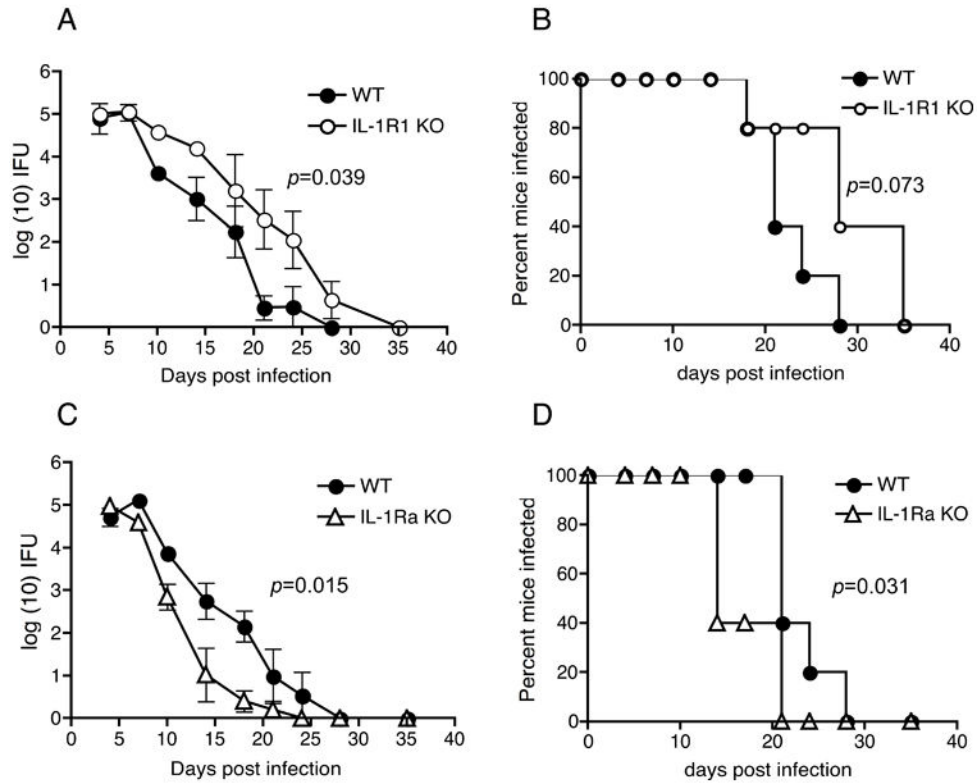 A
log (10) IFU
6
5
4
3
2
1
0
WT
IL-1R1 KO
p=0.039
0 5 10 15 20 25 30 35 40
Days post infection
B
Percent mice infected
100
80
60
40
20
0
WT
IL-1R1 KO
p=0.073
0 10 20 30 40
days post infection
C
log (10) IFU
6
5
4
3
2
1
0
WT
IL-1Ra KO
p=0.015
0 5 10 15 20 25 30 35 40
Days post infection
D
Percent mice infected
100
80
60
40
20
0
WT
IL-1Ra KO
p=0.031
0 10 20 30 40
days post infection